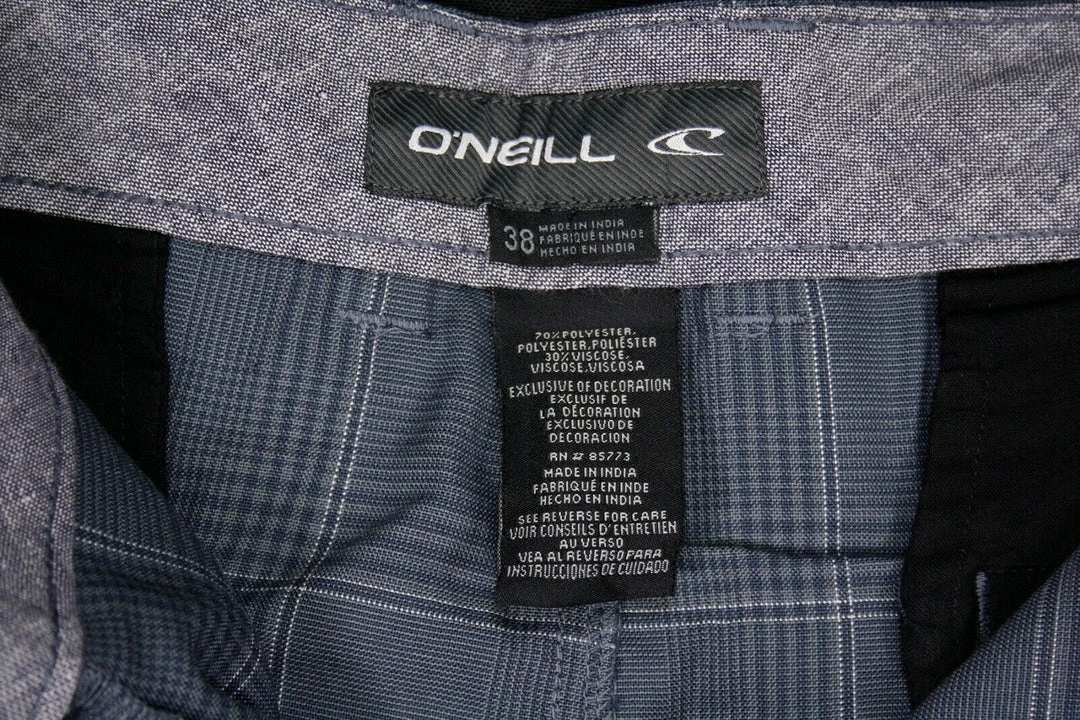 O'NEILL
38
MADE IN INDIA
FABRIQUÉ EN INDE
HECHO EN INDIA
70% POLYESTER,
POLYESTER, POLIÉSTER
30% VISCOSE,
VISCOSE, VISCOSA
EXCLUSIVE OF DECORATION
EXCLUSIF DE
LA DÉCORATION
EXCLUSIVO DE
DECORACION
RN # 85773
MADE IN INDIA
FABRIQUÉ EN INDE
HECHO EN INDIA
SEE REVERSE FOR CARE
VOIR CONSEILS D'ENTRETIEN
AU VERSO
VEA AL REVERSO PARA
INSTRUCCIONES DE CUIDADO